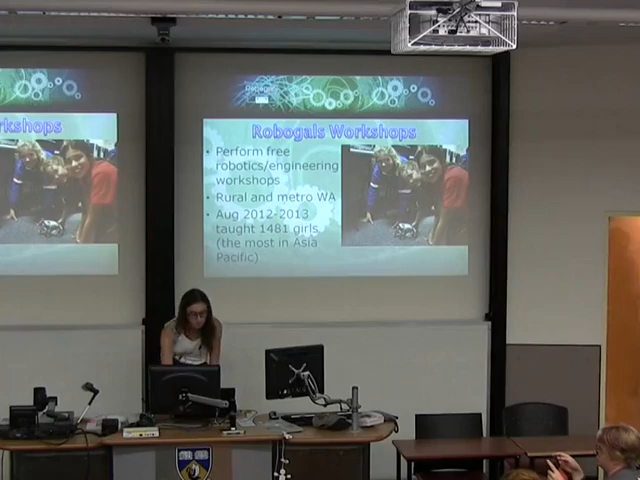 rkshops
Robogals Workshops
• Perform free
robotics/engineering
workshops
• Rural and metro WA
• Aug 2012-2013
taught 1481 girls
(the most in Asia
Pacific)